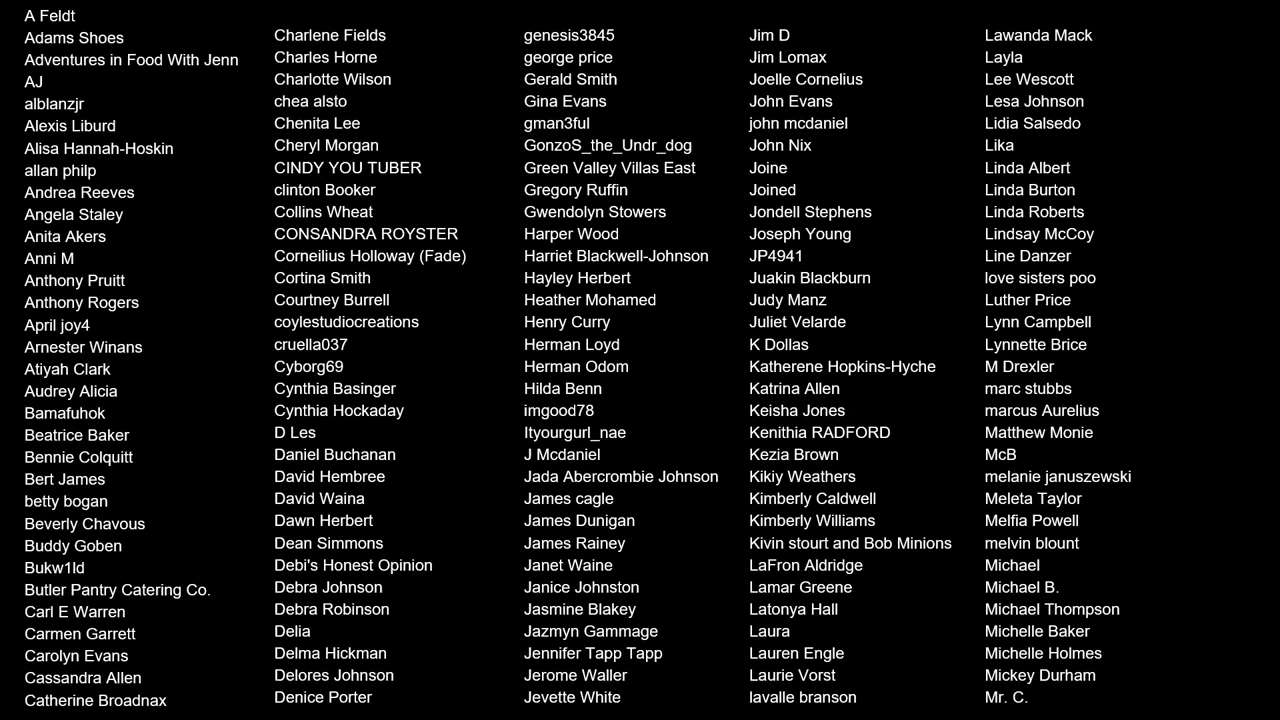 A Feldt
Adams Shoes
Adventures in Food With Jenn
AJ
alblanzjr
Alexis Liburd
Alisa Hannah-Hoskin
allan philp
Andrea Reeves
Angela Staley
Anita Akers
Anni M
Anthony Pruitt
Anthony Rogers
April joy4
Arnester Winans
Atiyah Clark
Audrey Alicia
Bamafuhok
Beatrice Baker
Bennie Colquitt
Bert James
betty bogan
Beverly Chavous
Buddy Goben
Bukw1ld
Butler Pantry Catering Co.
Carl E Warren
Carmen Garrett
Carolyn Evans
Cassandra Allen
Catherine Broadnax
Charlene Fields
Charles Horne
Charlotte Wilson
chea alsto
Chenita Lee
Cheryl Morgan
CINDY YOU TUBER
clinton Booker
Collins Wheat
CONSANDRA ROYSTER
Corneilius Holloway (Fade)
Cortina Smith
Courtney Burrell
coylestudiocreations
cruella037
Cyborg69
Cynthia Basinger
Cynthia Hockaday
D Les
Daniel Buchanan
David Hembree
David Waina
Dawn Herbert
Dean Simmons
Debi's Honest Opinion
Debra Johnson
Debra Robinson
Delia
Delma Hickman
Delores Johnson
Denice Porter
genesis3845
george price
Gerald Smith
Gina Evans
gman3ful
GonzoS_the_Undr_dog
Green Valley Villas East
Gregory Ruffin
Gwendolyn Stowers
Harper Wood
Harriet Blackwell-Johnson
Hayley Herbert
Heather Mohamed
Henry Curry
Herman Loyd
Herman Odom
Hilda Benn
imgood78
Ityourgurl_nae
J Mcdaniel
Jada Abercrombie Johnson
James cagle
James Dunigan
James Rainey
Janet Waine
Janice Johnston
Jasmine Blakey
Jazmyn Gammage
Jennifer Tapp Tapp
Jerome Waller
Jevette White
Jim D
Jim Lomax
Joelle Cornelius
John Evans
john mcdaniel
John Nix
Joine
Joined
Jondell Stephens
Joseph Young
JP4941
Juakin Blackburn
Judy Manz
Juliet Velarde
K Dollas
Katherene Hopkins-Hyche
Katrina Allen
Keisha Jones
Kenithia RADFORD
Kezia Brown
Kikiy Weathers
Kimberly Caldwell
Kimberly Williams
Kivin stourt and Bob Minions
LaFron Aldridge
Lamar Greene
Latonya Hall
Laura
Lauren Engle
Laurie Vorst
lavalle branson
Lawanda Mack
Layla
Lee Wescott
Lesa Johnson
Lidia Salsedo
Lika
Linda Albert
Linda Burton
Linda Roberts
Lindsay McCoy
Line Danzer
love sisters poo
Luther Price
Lynn Campbell
Lynnette Brice
M Drexler
marc stubbs
marcus Aurelius
Matthew Monie
McB
melanie januszewski
Meleta Taylor
Melfia Powell
melvin blount
Michael
Michael B.
Michael Thompson
Michelle Baker
Michelle Holmes
Mickey Durham
Mr. C.